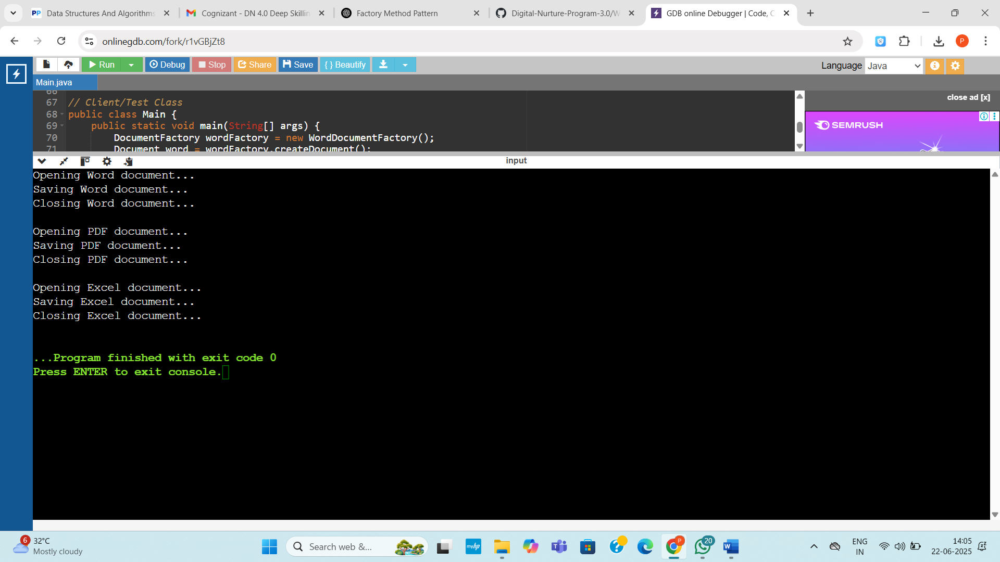 Data Structures And Algorithms
Cognizant - DN 4.0 Deep Skillin
Factory Method Pattern
Digital-Nurture-Program-3.0/W
GDB online Debugger | Code, C
onlinegdb.com/fork/r1vGBjZt8
P
Run
Debug
Stop
Share
Save
{ } Beautify
Language
Java
Main.java
66
67 // Client/Test Class
68 public class Main {
69 public static void main(String[] args) {
70 DocumentFactory wordFactory = new WordDocumentFactory();
71 Document word = wordFactory.createDocument();
close ad [x]
SEMRUSH
input
Opening Word document...
Saving Word document...
Closing Word document...
Opening PDF document...
Saving PDF document...
Closing PDF document...
Opening Excel document...
Saving Excel document...
Closing Excel document...
...Program finished with exit code 0
Press ENTER to exit console.
6
32°C
Mostly cloudy
Search web &...
myhp
P
20
ENG
IN
14:05
22-06-2025